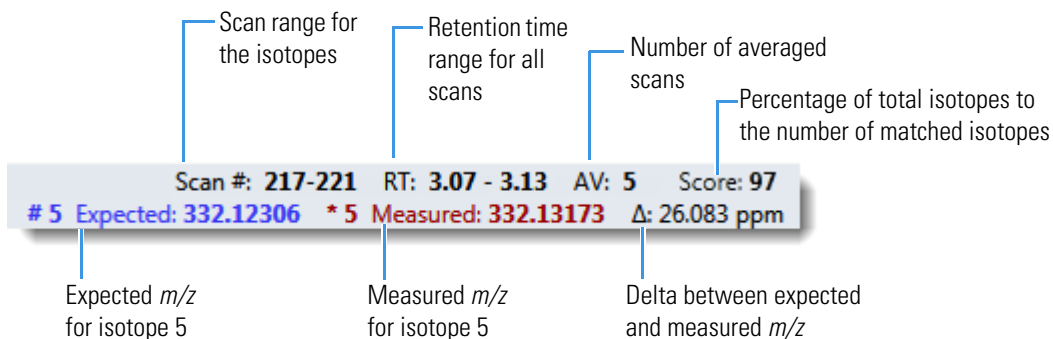 Scan range for
the isotopes
Retention time
range for all
scans
Number of averaged
scans
Percentage of total isotopes to
the number of matched isotopes
Scan #: 217-221 RT: 3.07 - 3.13 AV: 5 Score: 97
# 5 Expected: 332.12306 * 5 Measured: 332.13173 Δ: 26.083 ppm
Expected m/z
for isotope 5
Measured m/z
for isotope 5
Delta between expected
and measured m/z